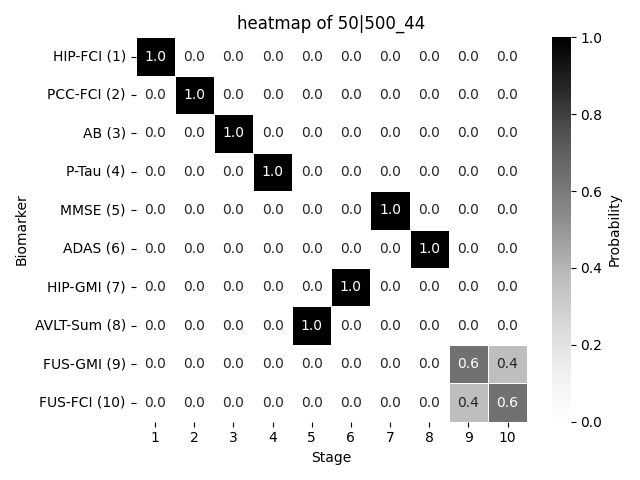 heatmap of 50|500_44
HIP-FCI (1) 1.0 0.0 0.0 0.0 0.0 0.0 0.0 0.0 0.0 0.0
PCC-FCI (2) 0.0 1.0 0.0 0.0 0.0 0.0 0.0 0.0 0.0 0.0
AB (3) 0.0 0.0 1.0 0.0 0.0 0.0 0.0 0.0 0.0 0.0
P-Tau (4) 0.0 0.0 0.0 1.0 0.0 0.0 0.0 0.0 0.0 0.0
MMSE (5) 0.0 0.0 0.0 0.0 0.0 0.0 1.0 0.0 0.0 0.0
ADAS (6) 0.0 0.0 0.0 0.0 0.0 0.0 0.0 1.0 0.0 0.0
HIP-GMI (7) 0.0 0.0 0.0 0.0 0.0 1.0 0.0 0.0 0.0 0.0
AVLT-Sum (8) 0.0 0.0 0.0 0.0 1.0 0.0 0.0 0.0 0.0 0.0
FUS-GMI (9) 0.0 0.0 0.0 0.0 0.0 0.0 0.0 0.0 0.6 0.4
FUS-FCI (10) 0.0 0.0 0.0 0.0 0.0 0.0 0.0 0.0 0.4 0.6
1 2 3 4 5 6 7 8 9 10
Stage
Biomarker
1.0
0.8
0.6
0.4
0.2
0.0
Probability